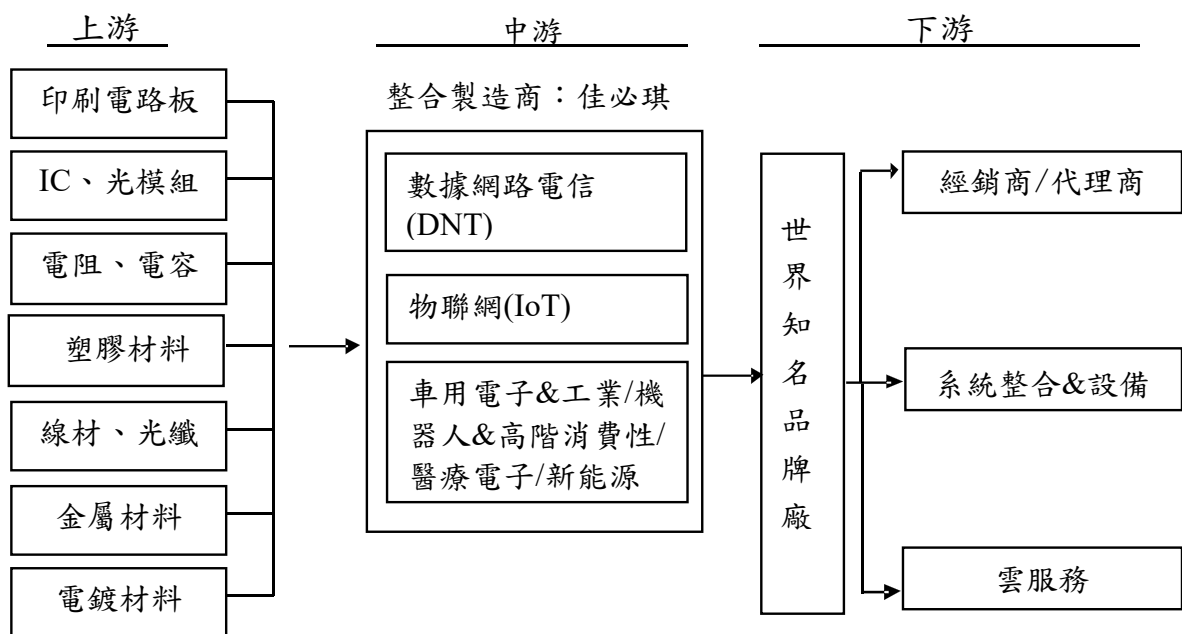 上游
中游
下游
印刷電路板
IC、光模組
電阻、電容
塑膠材料
線材、光纖
金屬材料
電鍍材料
整合製造商：佳必琪
數據網路電信
(DNT)
物聯網(IoT)
車用電子&工業/機
器人&高階消費性/
醫療電子/新能源
世
界
知
名
品
牌
廠
經銷商/代理商
系統整合&設備
雲服務